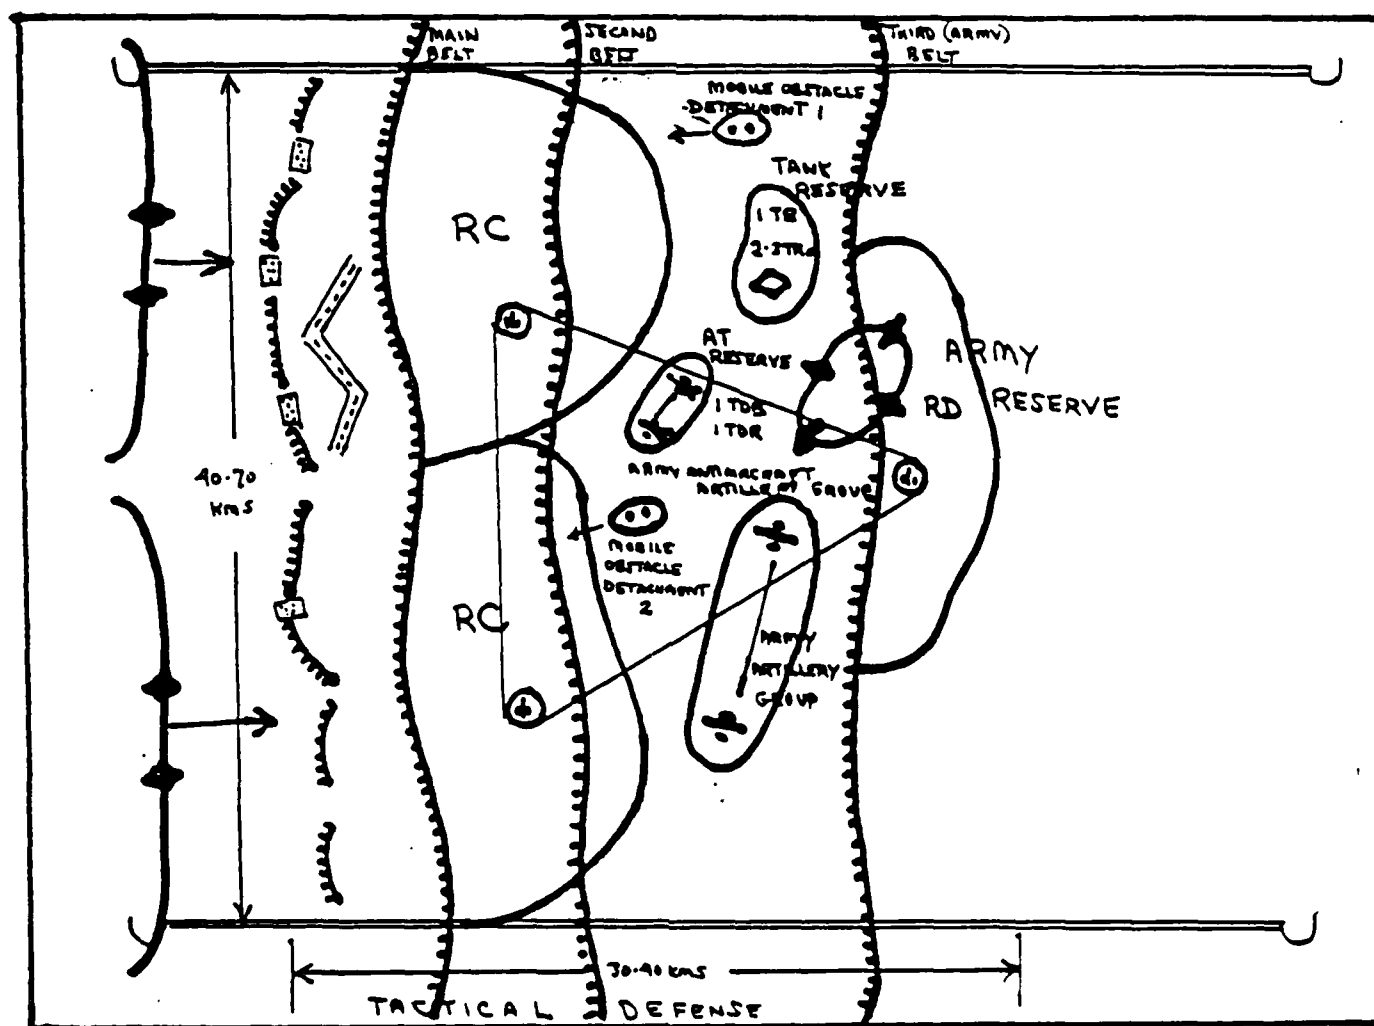 MAIN
BELT
SECOND
BELT
THIRD (ARMY)
BELT
MOBILE OBSTACLE
DETACHMENT 1
TANK
RESERVE
1 TB
RC
AT
RESERVE
1 TDB
1 TDR
ARMY
RESERVE
RD
40-70
KMS
ARMY ANTIAIRCRAFT
ARTILLERY GROUP
MOBILE
OBSTACLE
DETACHMENT
2
RC
ARMY
ARTILLERY
GROUP
30-40 KMS
TACTICAL DEFENSE